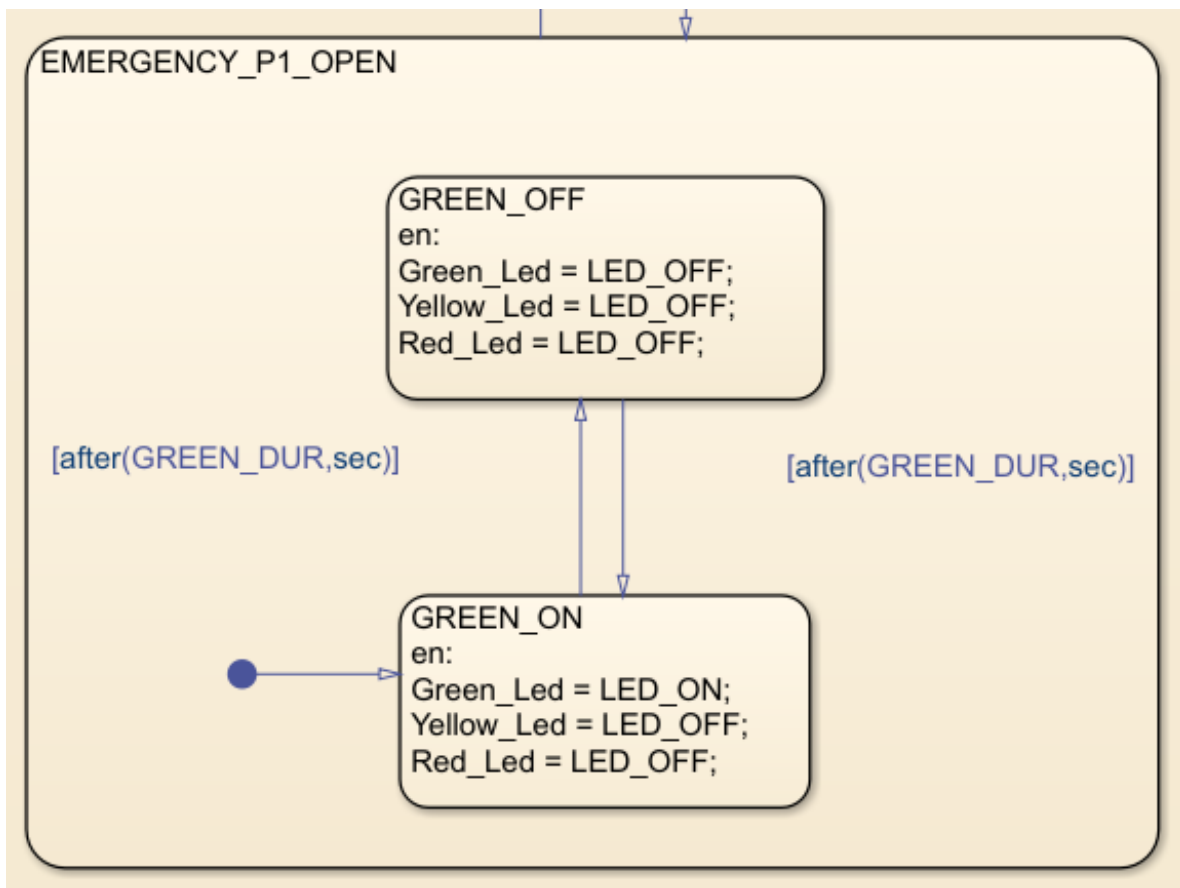 EMERGENCY_P1_OPEN
GREEN_OFF
en:
Green_Led = LED_OFF;
Yellow_Led = LED_OFF;
Red_Led = LED_OFF;
[after(GREEN_DUR,sec)]
[after(GREEN_DUR,sec)]
GREEN_ON
en:
Green_Led = LED_ON;
Yellow_Led = LED_OFF;
Red_Led = LED_OFF;